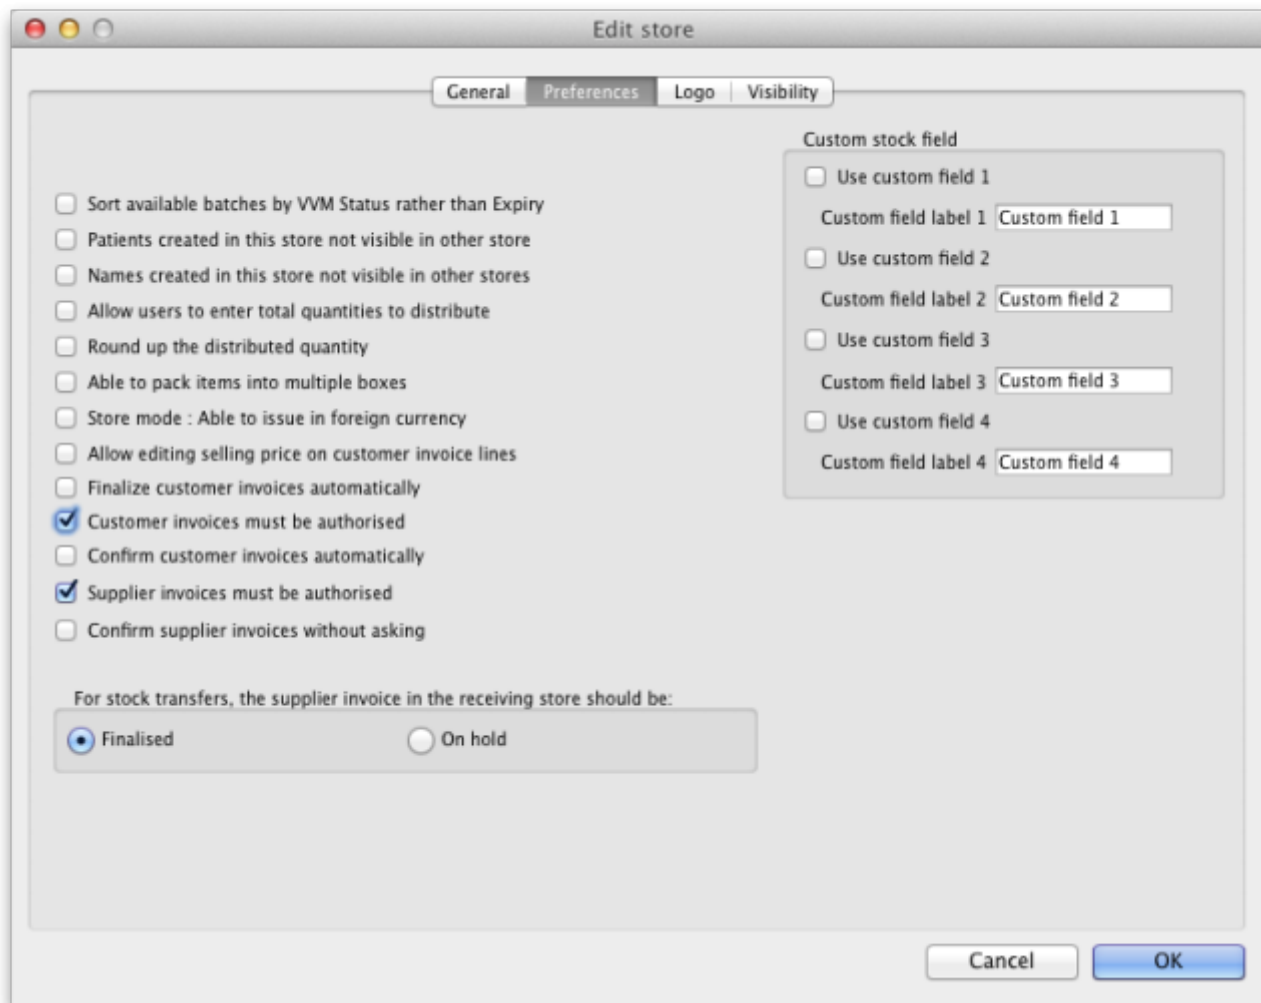 Edit store
General Preferences Logo Visibility
Sort available batches by VVM Status rather than Expiry
Patients created in this store not visible in other store
Names created in this store not visible in other stores
Allow users to enter total quantities to distribute
Round up the distributed quantity
Able to pack items into multiple boxes
Store mode : Able to issue in foreign currency
Allow editing selling price on customer invoice lines
Finalize customer invoices automatically
Customer invoices must be authorised
Confirm customer invoices automatically
Supplier invoices must be authorised
Confirm supplier invoices without asking
For stock transfers, the supplier invoice in the receiving store should be:
Finalised On hold
Custom stock field
Use custom field 1
Custom field label 1 Custom field 1
Use custom field 2
Custom field label 2 Custom field 2
Use custom field 3
Custom field label 3 Custom field 3
Use custom field 4
Custom field label 4 Custom field 4
Cancel OK